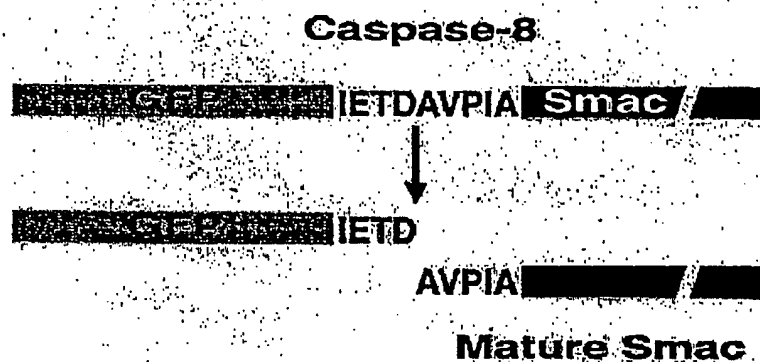 Caspase-8
GFP IETDAVPIA Smac
GFP IETD
AVPIA
Mature Smac